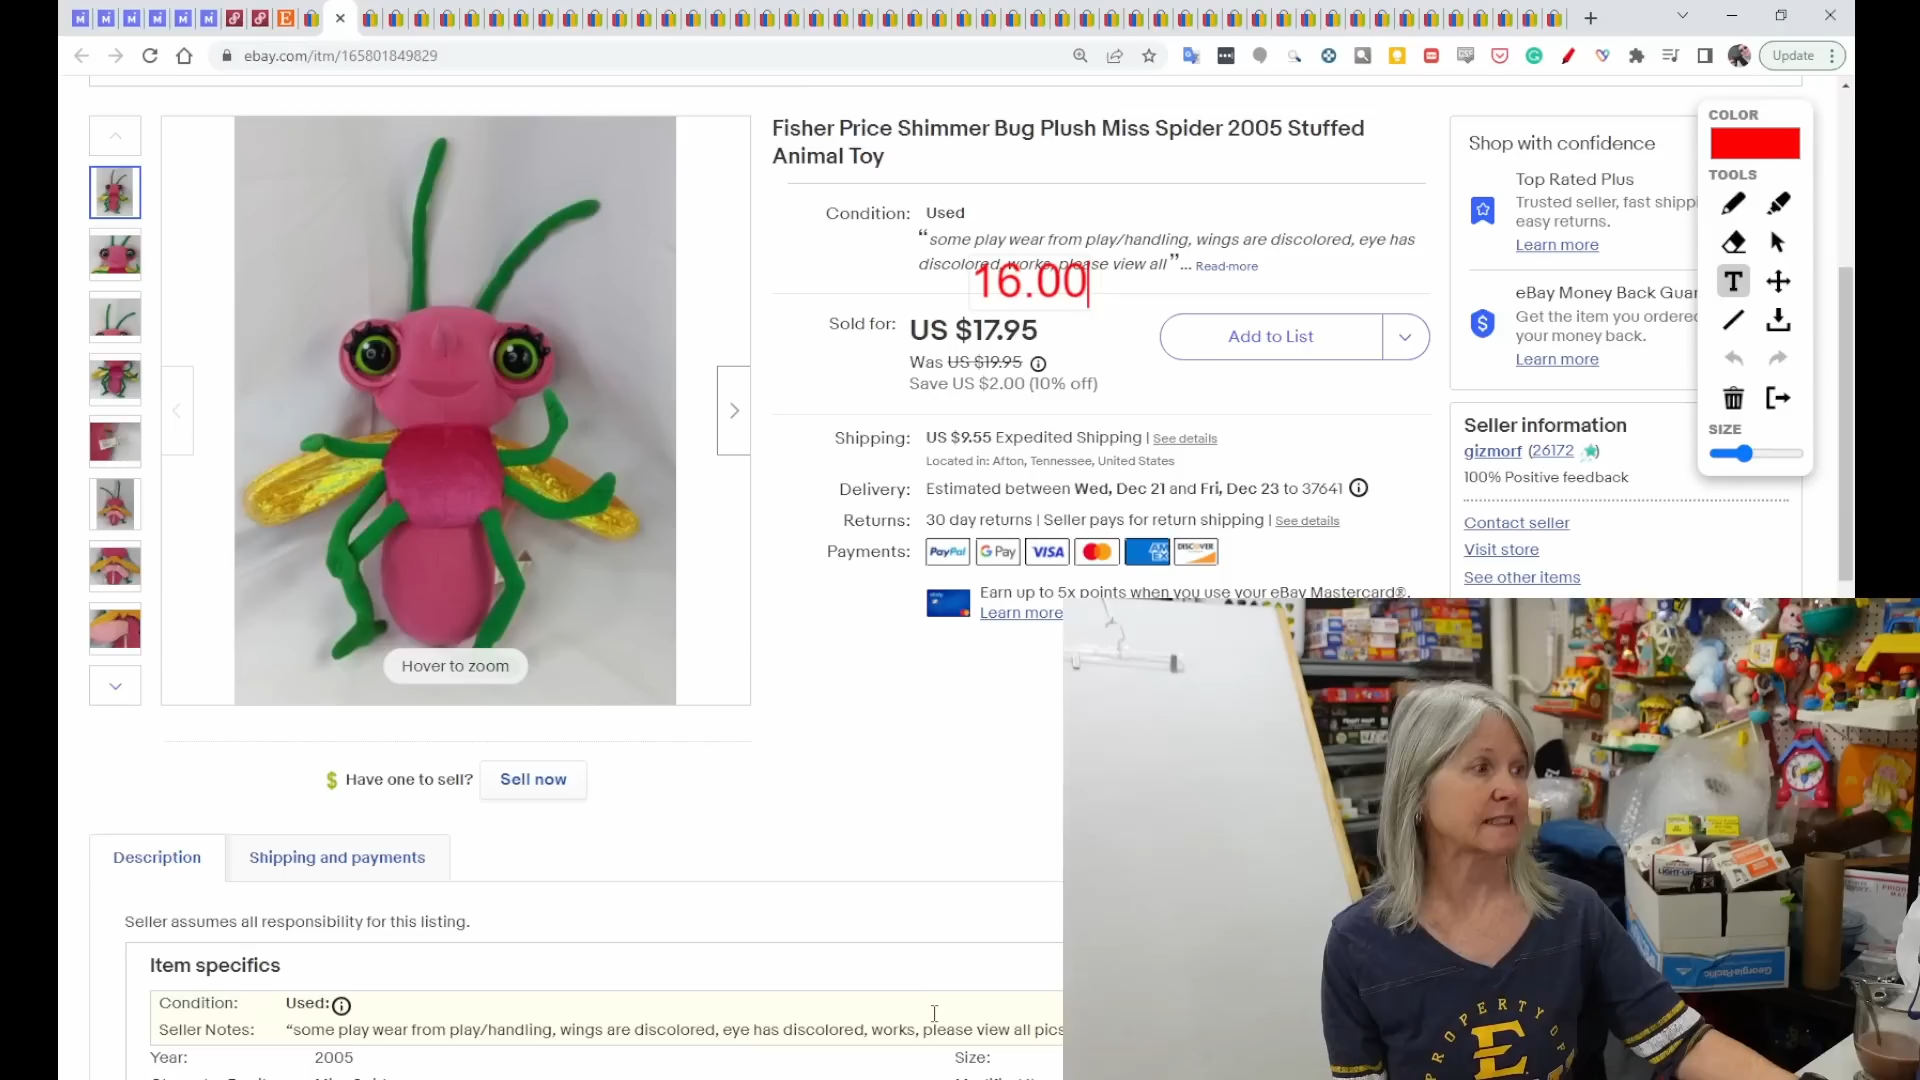 ebay.com/itm/165801849829
Update
Fisher Price Shimmer Bug Plush Miss Spider 2005 Stuffed
Animal Toy
Condition: Used
“some play wear from play/handling, wings are discolored, eye has
discolored, works, please view all”... Read more
16.00
Sold for: US $17.95
Was US $19.95
Save US $2.00 (10% off)
Add to List
Shipping: US $9.55 Expedited Shipping | See details
Located in: Afton, Tennessee, United States
Delivery: Estimated between Wed, Dec 21 and Fri, Dec 23 to 37641
Returns: 30 day returns | Seller pays for return shipping | See details
Payments: PayPal G Pay VISA AM EX DISCOVER
Earn up to 5x points when you use your eBay Mastercard®.
Learn more
Shop with confidence
Top Rated Plus
Trusted seller, fast shipp
easy returns.
Learn more
eBay Money Back Guar
Get the item you ordered
your money back.
Learn more
Seller information
gizmorf (26172)
100% Positive feedback
Contact seller
Visit store
See other items
COLOR
TOOLS
T
SIZE
Hover to zoom
Have one to sell? Sell now
Description Shipping and payments
Seller assumes all responsibility for this listing.
Item specifics
Condition: Used:
Seller Notes: “some play wear from play/handling, wings are discolored, eye has discolored, works, please view all pics
Year: 2005 Size:
PROPERTY OF
E
Georgia-Pacific